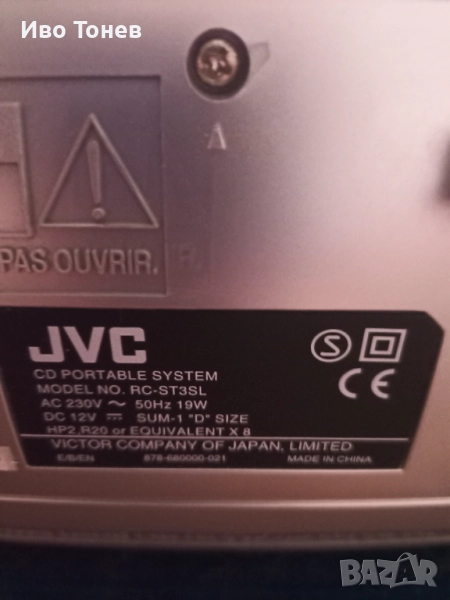 Иво Тонев
A
PAS OUVRIR.
JVC
S
CD PORTABLE SYSTEM
MODEL NO. RC-ST3SL
CE
AC 230V ~ 50Hz 19W
DC 12V ⎓ SUM-1 "D" SIZE
HP2,R20 or EQUIVALENT X 8
VICTOR COMPANY OF JAPAN, LIMITED
E/B/EN 878-680000-021 MADE IN CHINA
BAZAR